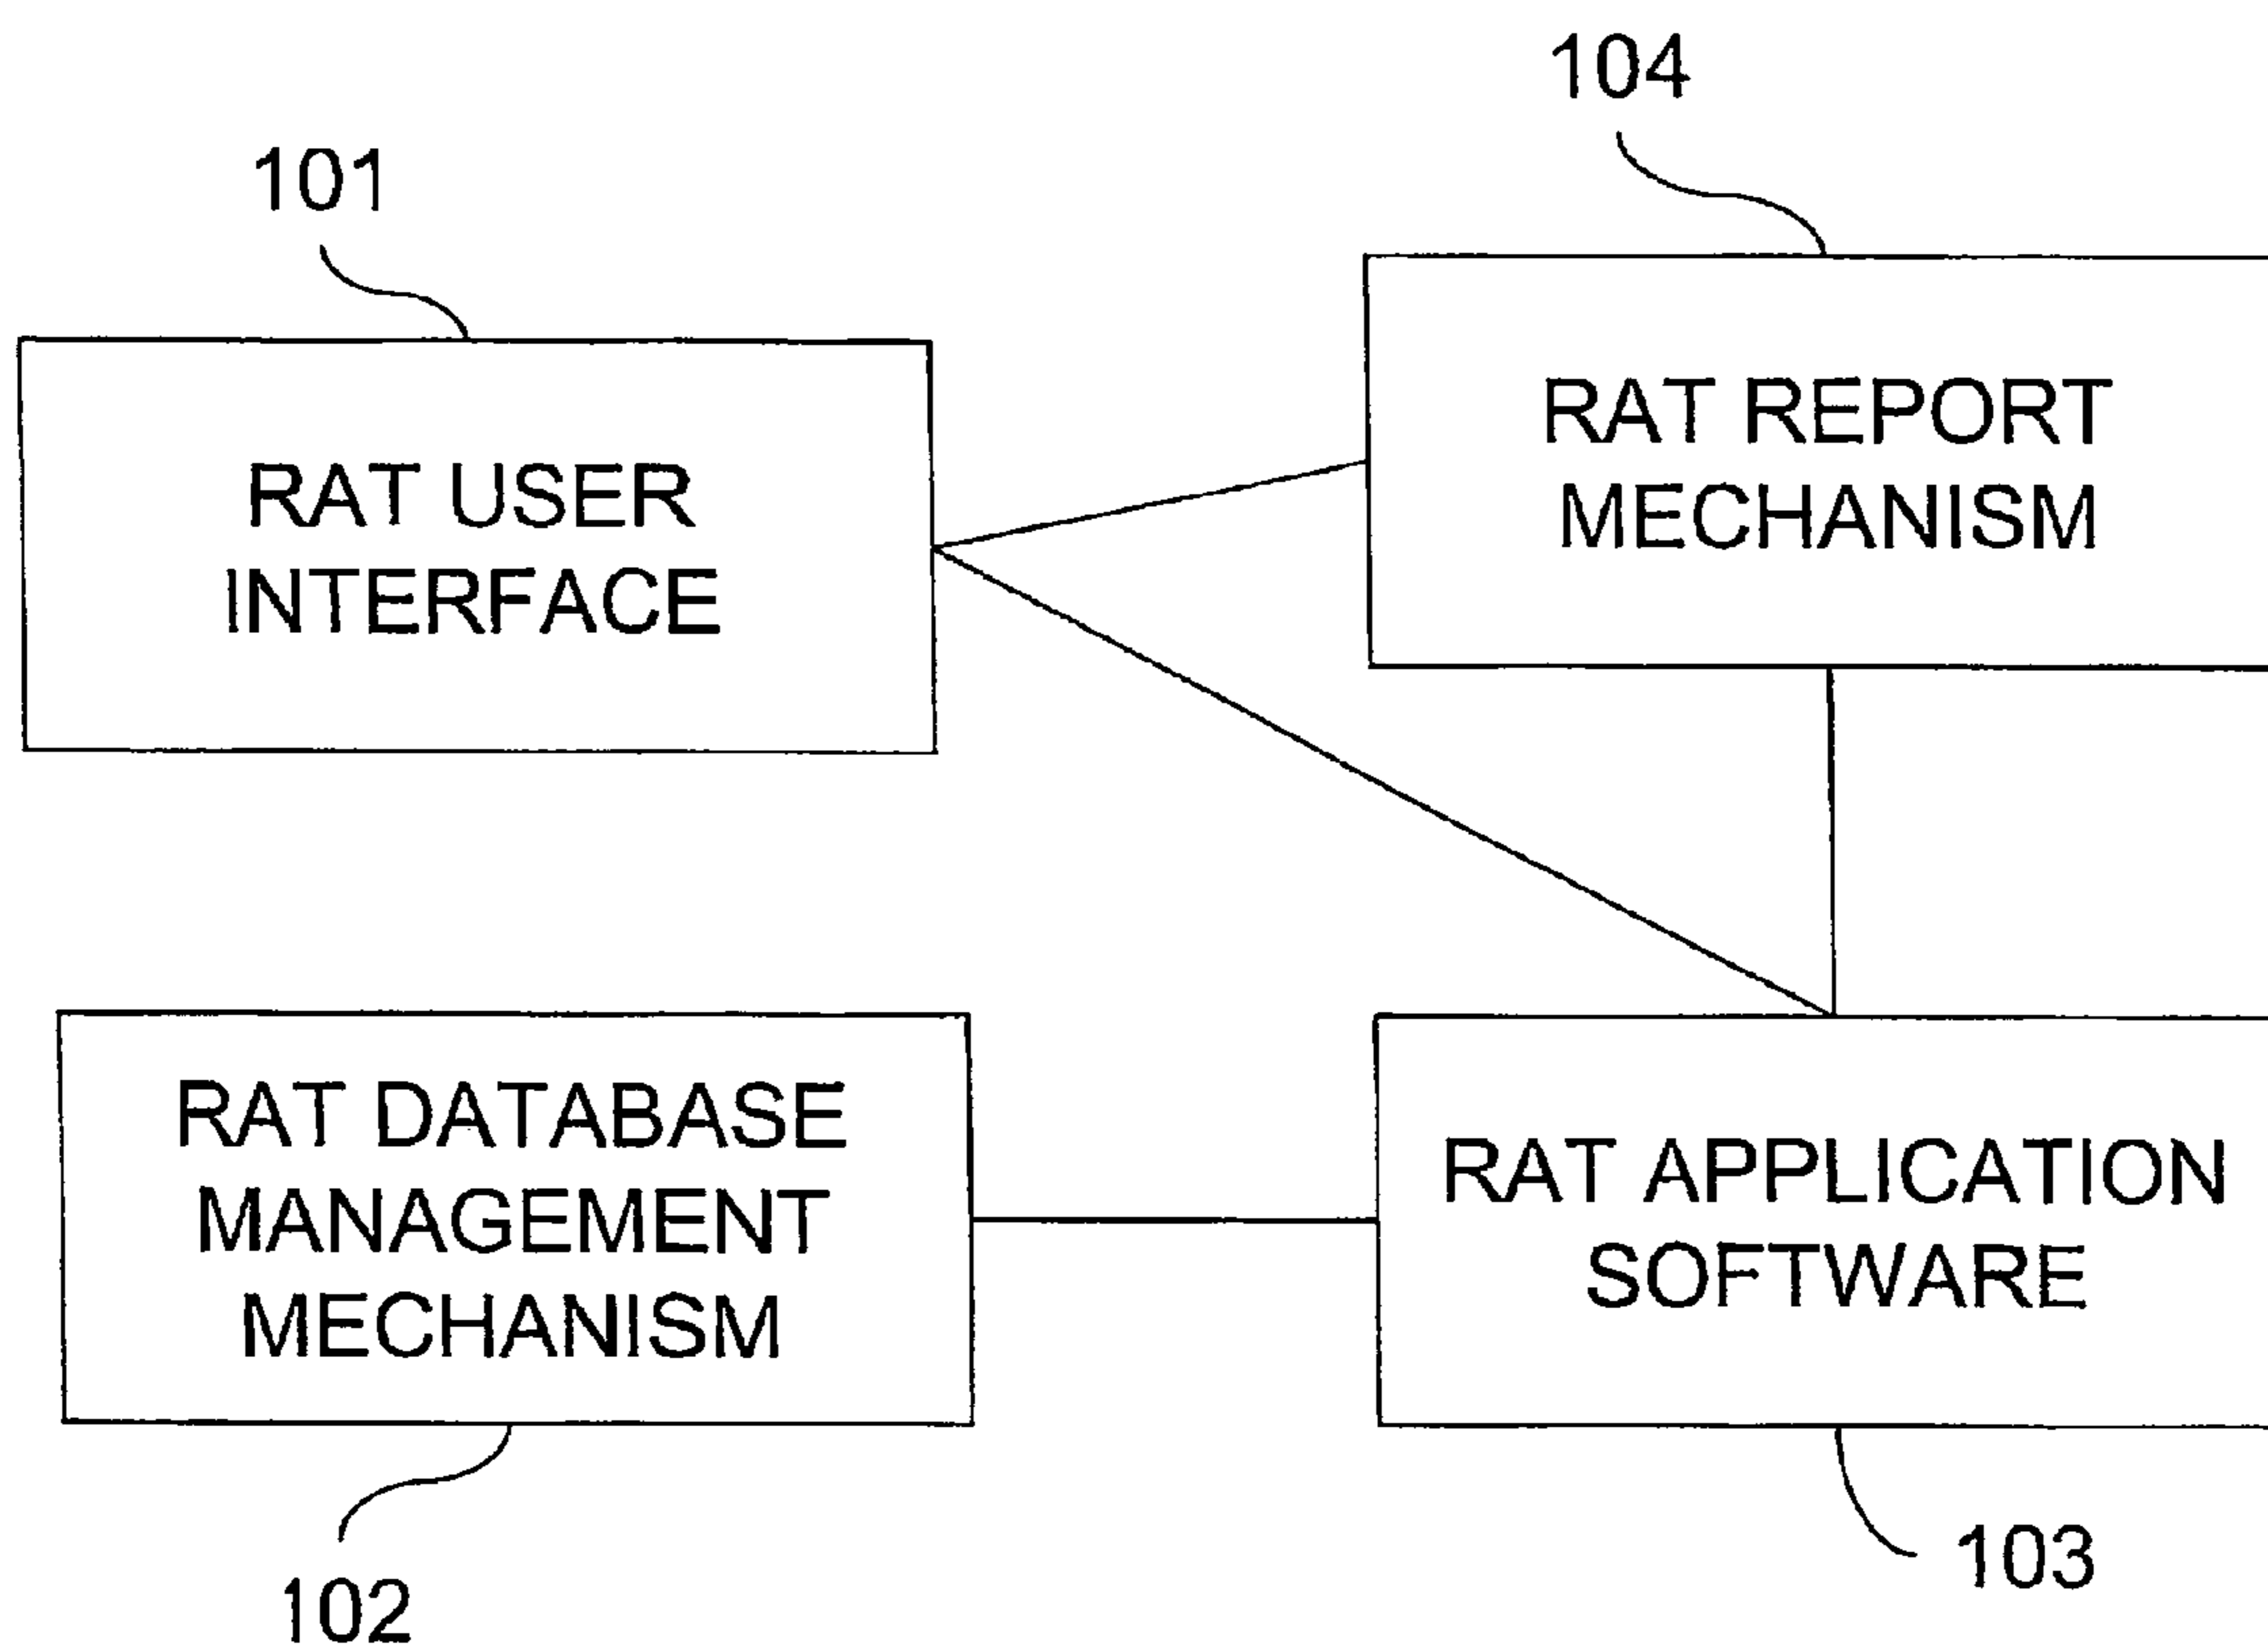 104
101
RAT REPORT
MECHANISM
RAT USER
INTERFACE
RAT DATABASE
MANAGEMENT
MECHANISM
RAT APPLICATION
SOFTWARE
103
102